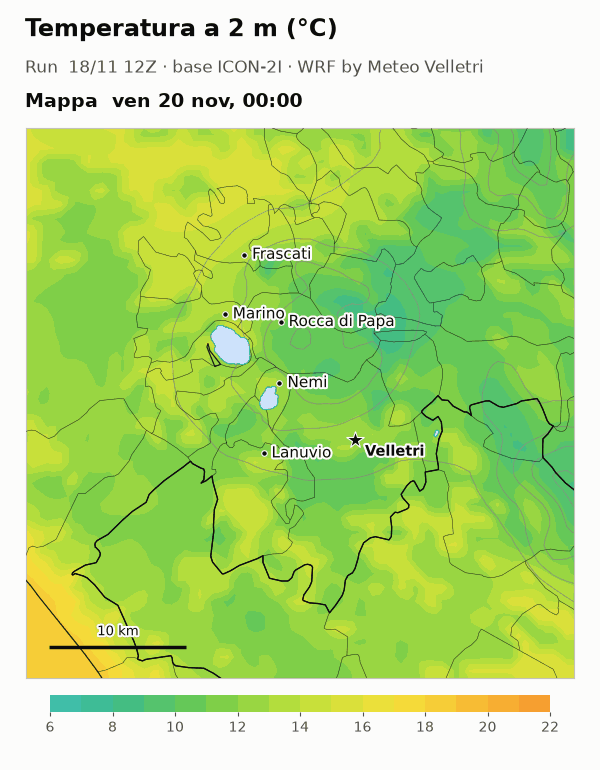 Temperatura a 2 m (°C)
Run  18/11 12Z · base ICON-2I · WRF by Meteo Velletri
Mappa  ven 20 nov, 00:00
Frascati
Marino
Rocca di Papa
Nemi
Velletri
Lanuvio
10 km
6 8 10 12 14 16 18 20 22